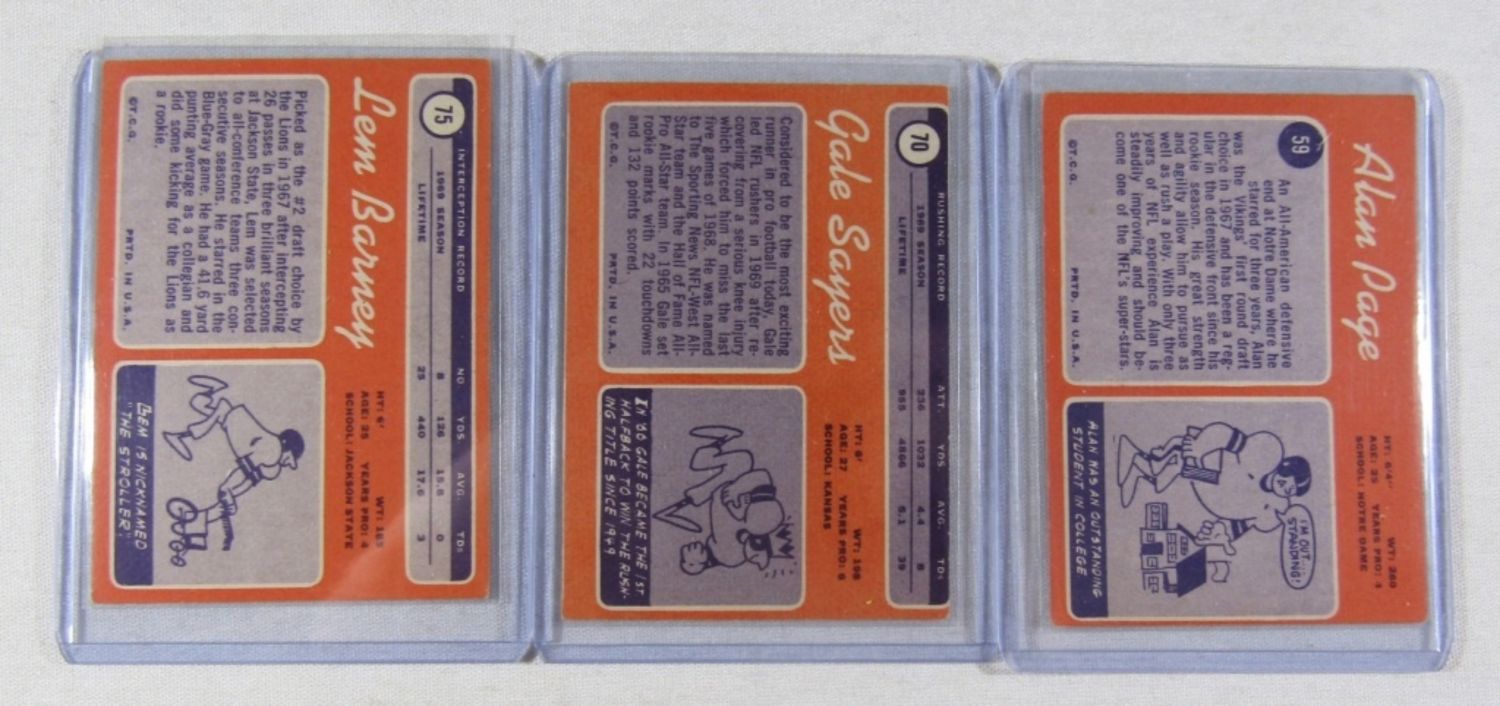 75
INTERCEPTION RECORD
NO. YDS. AVG. TDs
1969 SEASON 8 126 15.8 0
LIFETIME 25 440 17.6 3
Lem Barney
HT: 6' WT: 185
AGE: 25 YEARS PRO: 4
SCHOOL: JACKSON STATE
Picked as the #2 draft choice by
the Lions in 1967 after intercepting
26 passes in three brilliant seasons
at Jackson State, Lem was selected
to all-conference teams three con-
secutive seasons. He starred in the
Blue-Gray game. He had a 41.6 yard
punting average as a collegian and
did some kicking for the Lions as
a rookie.
©T.C.G. PRTD. IN U.S.A.
LEM IS NICKNAMED
"THE STROLLER."
70
RUSHING RECORD
ATT. YDS. AVG. TDs
1969 SEASON 236 1032 4.4 8
LIFETIME 955 4866 5.1 39
Gale Sayers
HT: 6' WT: 198
AGE: 27 YEARS PRO: 6
SCHOOL: KANSAS
Considered to be the most exciting
runner in pro football today, Gale
led NFL rushers in 1969 after re-
covering from a serious knee injury
which forced him to miss the last
five games of 1968. He was named
to The Sporting News NFL-West All-
Star team and the Hall of Fame All-
Pro All-Star team. In 1965 Gale set
rookie marks with 22 touchdowns
and 132 points scored.
©T.C.G. PRTD. IN U.S.A.
IN '66 GALE BECAME THE 1ST
HALFBACK TO WIN THE RUSH-
ING TITLE SINCE 1949
Alan Page
HT: 6'4" WT: 260
AGE: 25 YEARS PRO: 4
SCHOOL: NOTRE DAME
59
An All-American defensive
end at Notre Dame where he
starred for three years, Alan
was the Vikings' first round draft
choice in 1967 and has been a reg-
ular in the defensive front since his
rookie season. His great strength
and agility allow him to pursue as
well as rush a play. With only three
years of NFL experience Alan is
steadily improving and should be-
come one of the NFL's super-stars.
©T.C.G. PRTD. IN U.S.A.
I'M OUT....
STANDING!
ALAN WAS AN OUTSTANDING
STUDENT IN COLLEGE